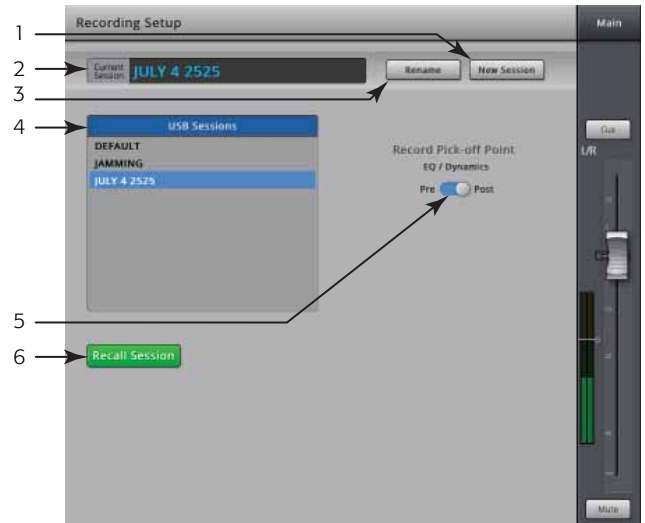 Recording Setup
Main
1
2
3
4
5
6
Current Session
JULY 4 2525
Rename
New Session
USB Sessions
DEFAULT
JAMMING
JULY 4 2525
Record Pick-off Point
EQ / Dynamics
Pre
Post
Recall Session
Cue
L/R
Mute